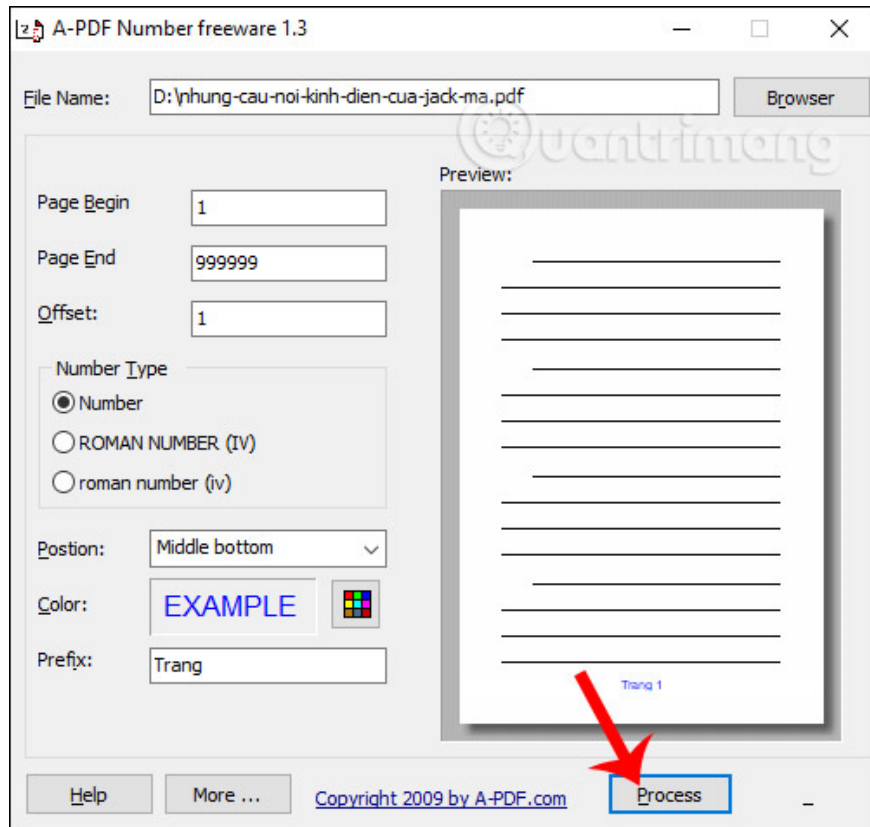 A-PDF Number freeware 1.3
File Name: D:\nhung-cau-noi-kinh-dien-cua-jack-ma.pdf Browser
Quantrimang
Preview:
Page Begin 1
Page End 999999
Offset: 1
Number Type
Number
ROMAN NUMBER (IV)
roman number (iv)
Postion: Middle bottom
Color: EXAMPLE
Prefix: Trang
Trang 1
Help More ... Copyright 2009 by A-PDF.com Process